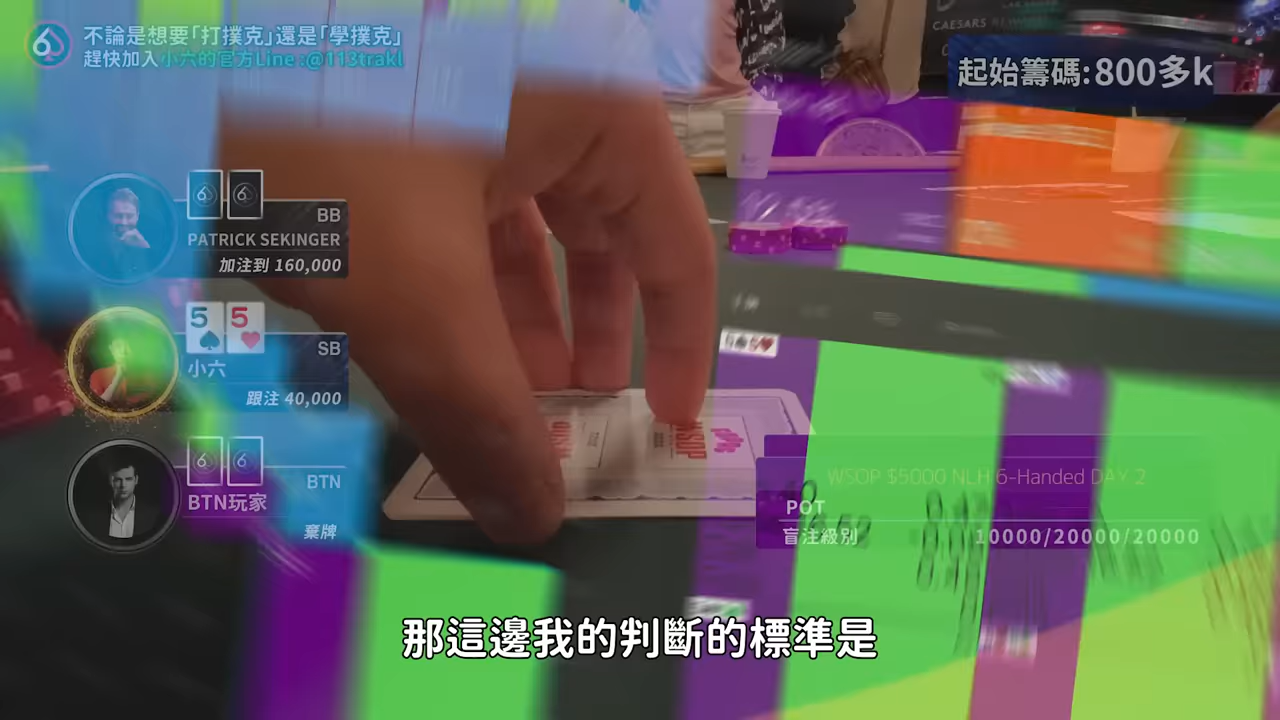 不論是想要「打撲克」還是「學撲克」
趕快加入小六的官方Line :@113trakl
CAESARS
起始籌碼:800多k
BB
PATRICK SEKINGER
加注到 160,000
5 5
SB
小六
跟注 40,000
BTN
BTN玩家
棄牌
WSOP
WSOP $5000 NLH 6-Handed DAY 2
POT
盲注級別
10000/20000/20000
那這邊我的判斷的標準是